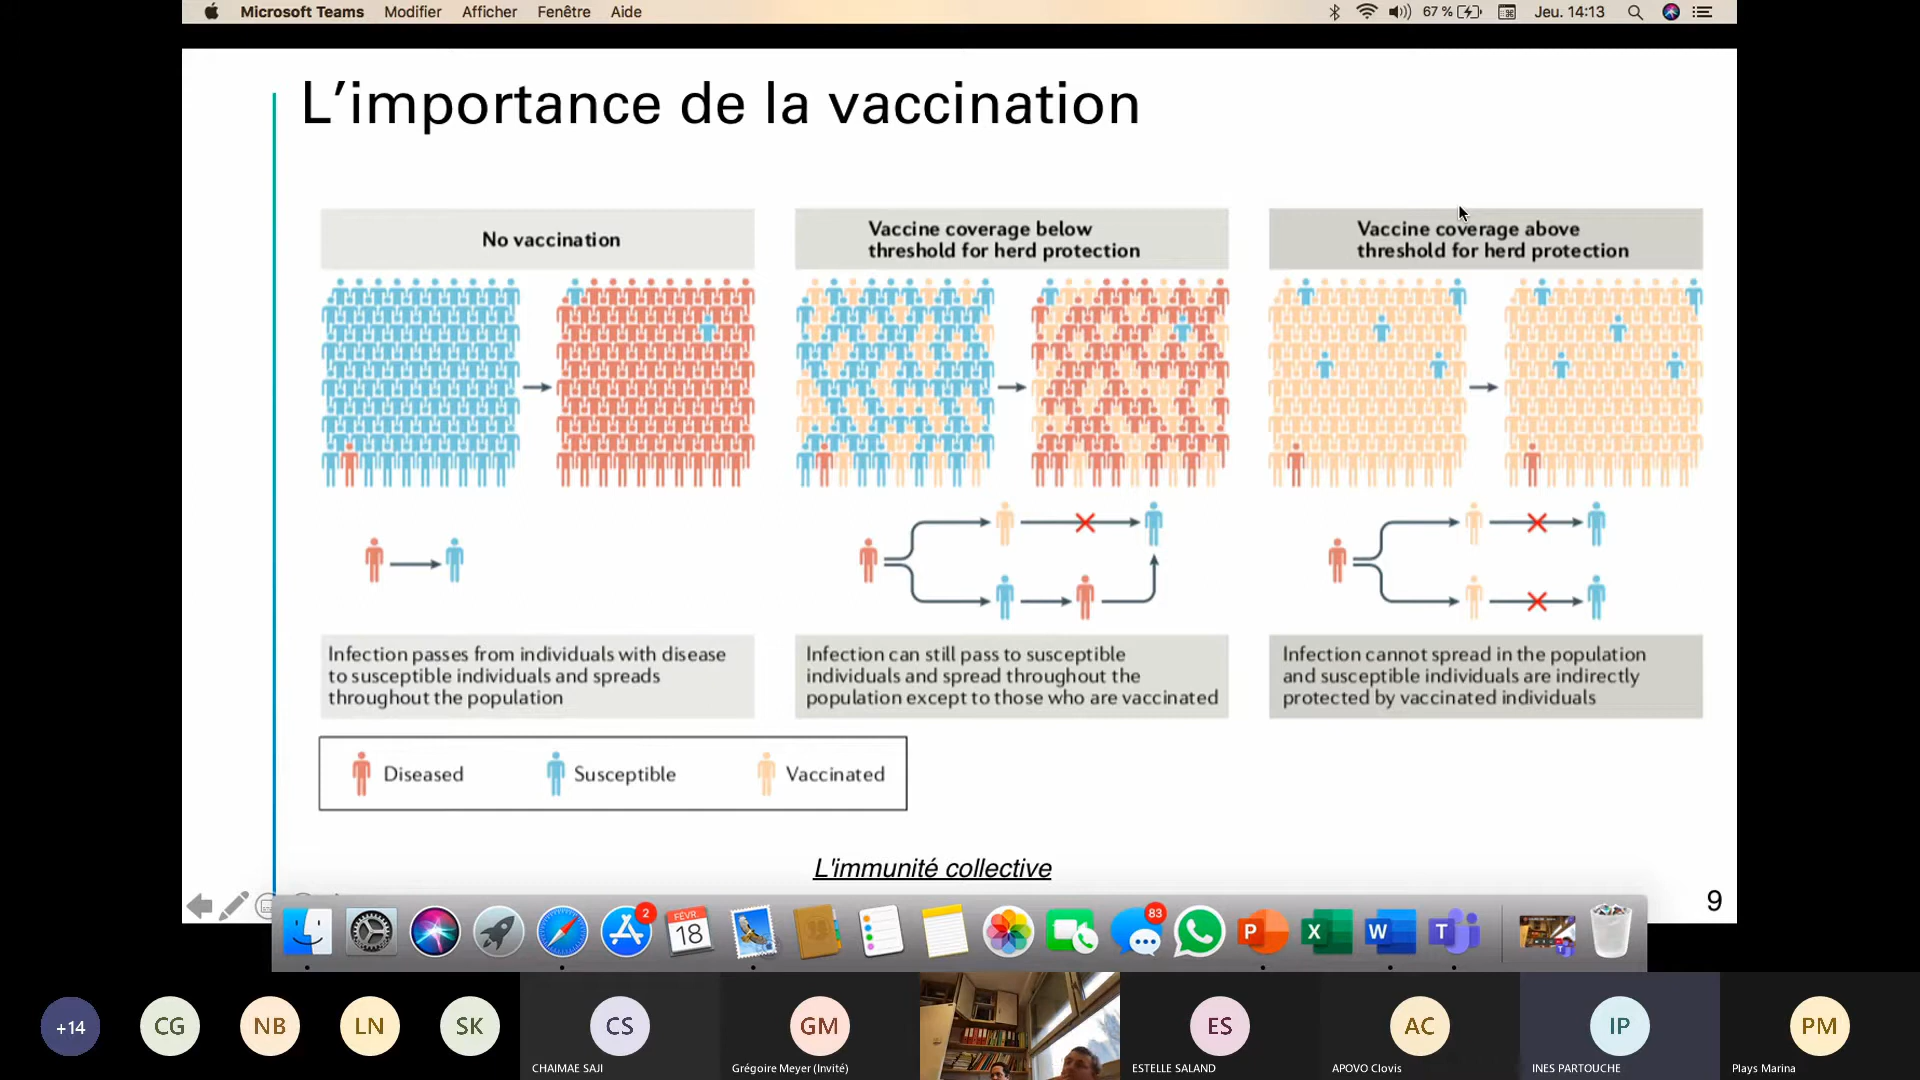 Microsoft Teams Modifier Afficher Fenêtre Aide
67 % Jeu. 14:13
L’importance de la vaccination
No vaccination
Vaccine coverage below
threshold for herd protection
Vaccine coverage above
threshold for herd protection
Infection passes from individuals with disease
to susceptible individuals and spreads
throughout the population
Infection can still pass to susceptible
individuals and spread throughout the
population except to those who are vaccinated
Infection cannot spread in the population
and susceptible individuals are indirectly
protected by vaccinated individuals
Diseased Susceptible Vaccinated
L'immunité collective
9
2
FÉVR.
18
83
P
X
W
T
+14
CG
NB
LN
SK
CS
CHAIMAE SAJI
GM
Grégoire Meyer (Invité)
ES
ESTELLE SALAND
AC
APOVO Clovis
IP
INES PARTOUCHE
PM
Plays Marina